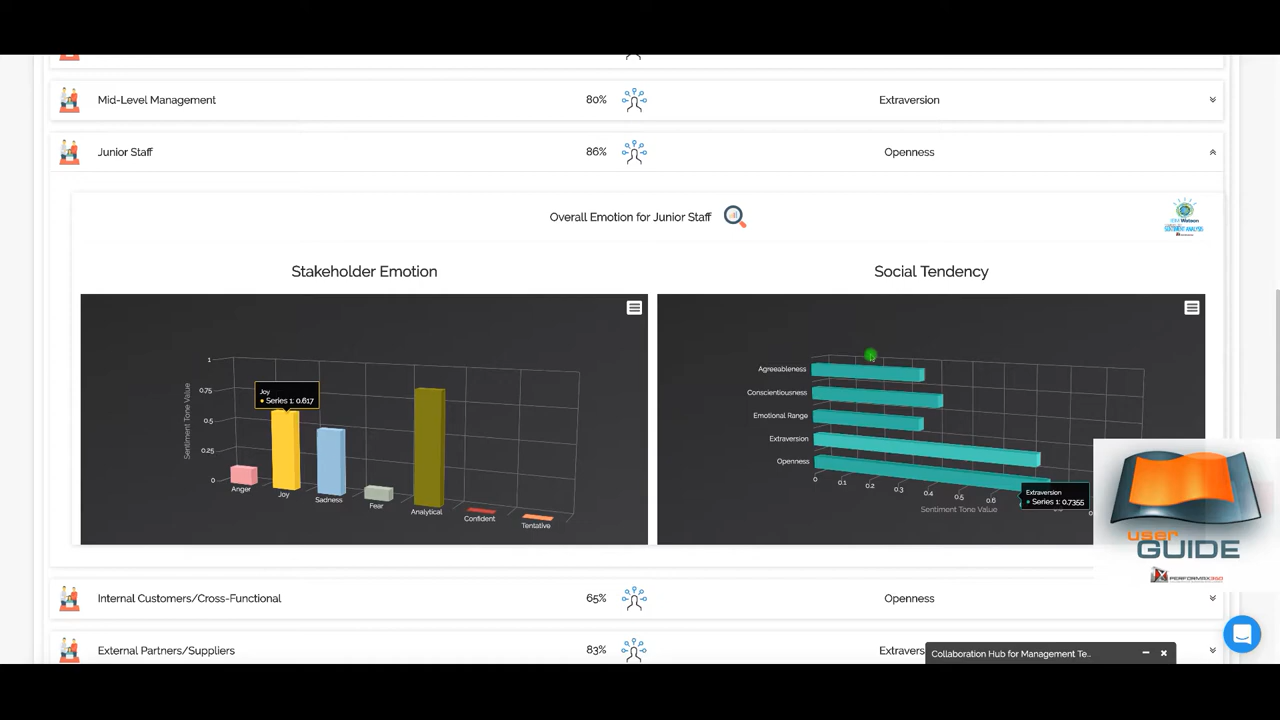 Mid-Level Management 80% Extraversion
Junior Staff 86% Openness
Overall Emotion for Junior Staff
Watson
SENTIMENT ANALYSIS
Stakeholder Emotion
Social Tendency
Sentiment Tone Value
1
0.75
0.5
0.25
0
Joy
Series 1: 0.617
Anger
Joy
Sadness
Fear
Analytical
Confident
Tentative
Agreeableness
Conscientiousness
Emotional Range
Extraversion
Openness
0
0.1
0.2
0.3
0.4
0.5
0.6
Extraversion
Series 1: 0.7355
Sentiment Tone Value
user
GUIDE
PERFORMAX360
Internal Customers/Cross-Functional 65% Openness
External Partners/Suppliers 83%
Collaboration Hub for Management Te...